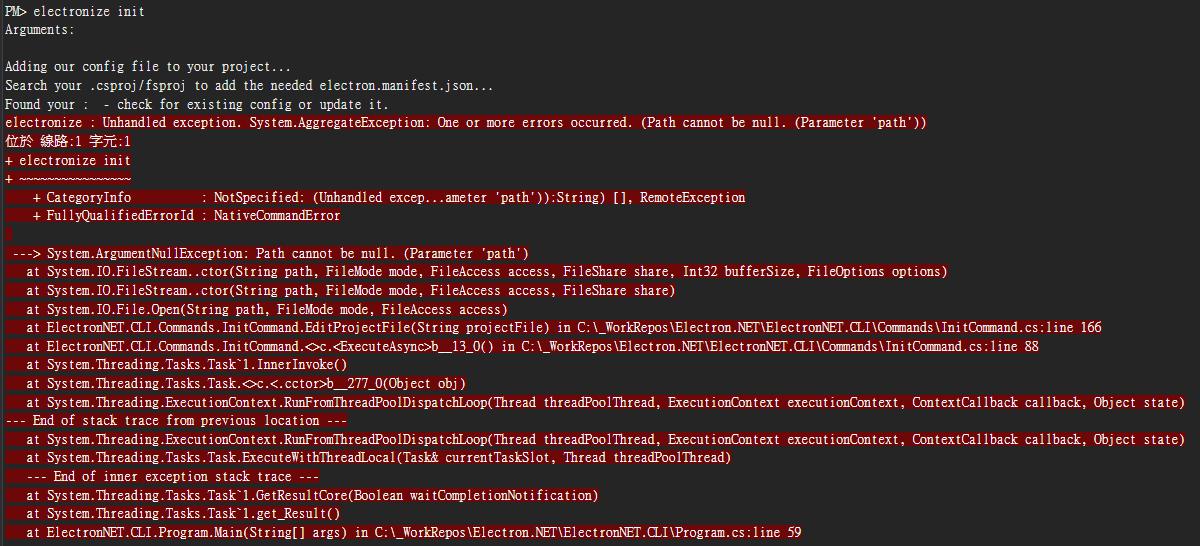 PM> electronize init
Arguments:
Adding our config file to your project...
Search your .csproj/fsproj to add the needed electron.manifest.json...
Found your :  - check for existing config or update it.
electronize : Unhandled exception. System.AggregateException: One or more errors occurred. (Path cannot be null. (Parameter 'path'))
位於 線路:1 字元:1
+ electronize init
+ ~~~~~~~~~~~~~~~~
    + CategoryInfo          : NotSpecified: (Unhandled excep...ameter 'path')):String) [], RemoteException
    + FullyQualifiedErrorId : NativeCommandError
 ---> System.ArgumentNullException: Path cannot be null. (Parameter 'path')
   at System.IO.FileStream..ctor(String path, FileMode mode, FileAccess access, FileShare share, Int32 bufferSize, FileOptions options)
   at System.IO.FileStream..ctor(String path, FileMode mode, FileAccess access, FileShare share)
   at System.IO.File.Open(String path, FileMode mode, FileAccess access)
   at ElectronNET.CLI.Commands.InitCommand.EditProjectFile(String projectFile) in C:\_WorkRepos\Electron.NET\ElectronNET.CLI\Commands\InitCommand.cs:line 166
   at ElectronNET.CLI.Commands.InitCommand.<>c.<ExecuteAsync>b__13_0() in C:\_WorkRepos\Electron.NET\ElectronNET.CLI\Commands\InitCommand.cs:line 88
   at System.Threading.Tasks.Task`1.InnerInvoke()
   at System.Threading.Tasks.Task.<>c.<.cctor>b__277_0(Object obj)
   at System.Threading.ExecutionContext.RunFromThreadPoolDispatchLoop(Thread threadPoolThread, ExecutionContext executionContext, ContextCallback callback, Object state)
--- End of stack trace from previous location ---
   at System.Threading.ExecutionContext.RunFromThreadPoolDispatchLoop(Thread threadPoolThread, ExecutionContext executionContext, ContextCallback callback, Object state)
   at System.Threading.Tasks.Task.ExecuteWithThreadLocal(Task& currentTaskSlot, Thread threadPoolThread)
   --- End of inner exception stack trace ---
   at System.Threading.Tasks.Task`1.GetResultCore(Boolean waitCompletionNotification)
   at System.Threading.Tasks.Task`1.get_Result()
   at ElectronNET.CLI.Program.Main(String[] args) in C:\_WorkRepos\Electron.NET\ElectronNET.CLI\Program.cs:line 59